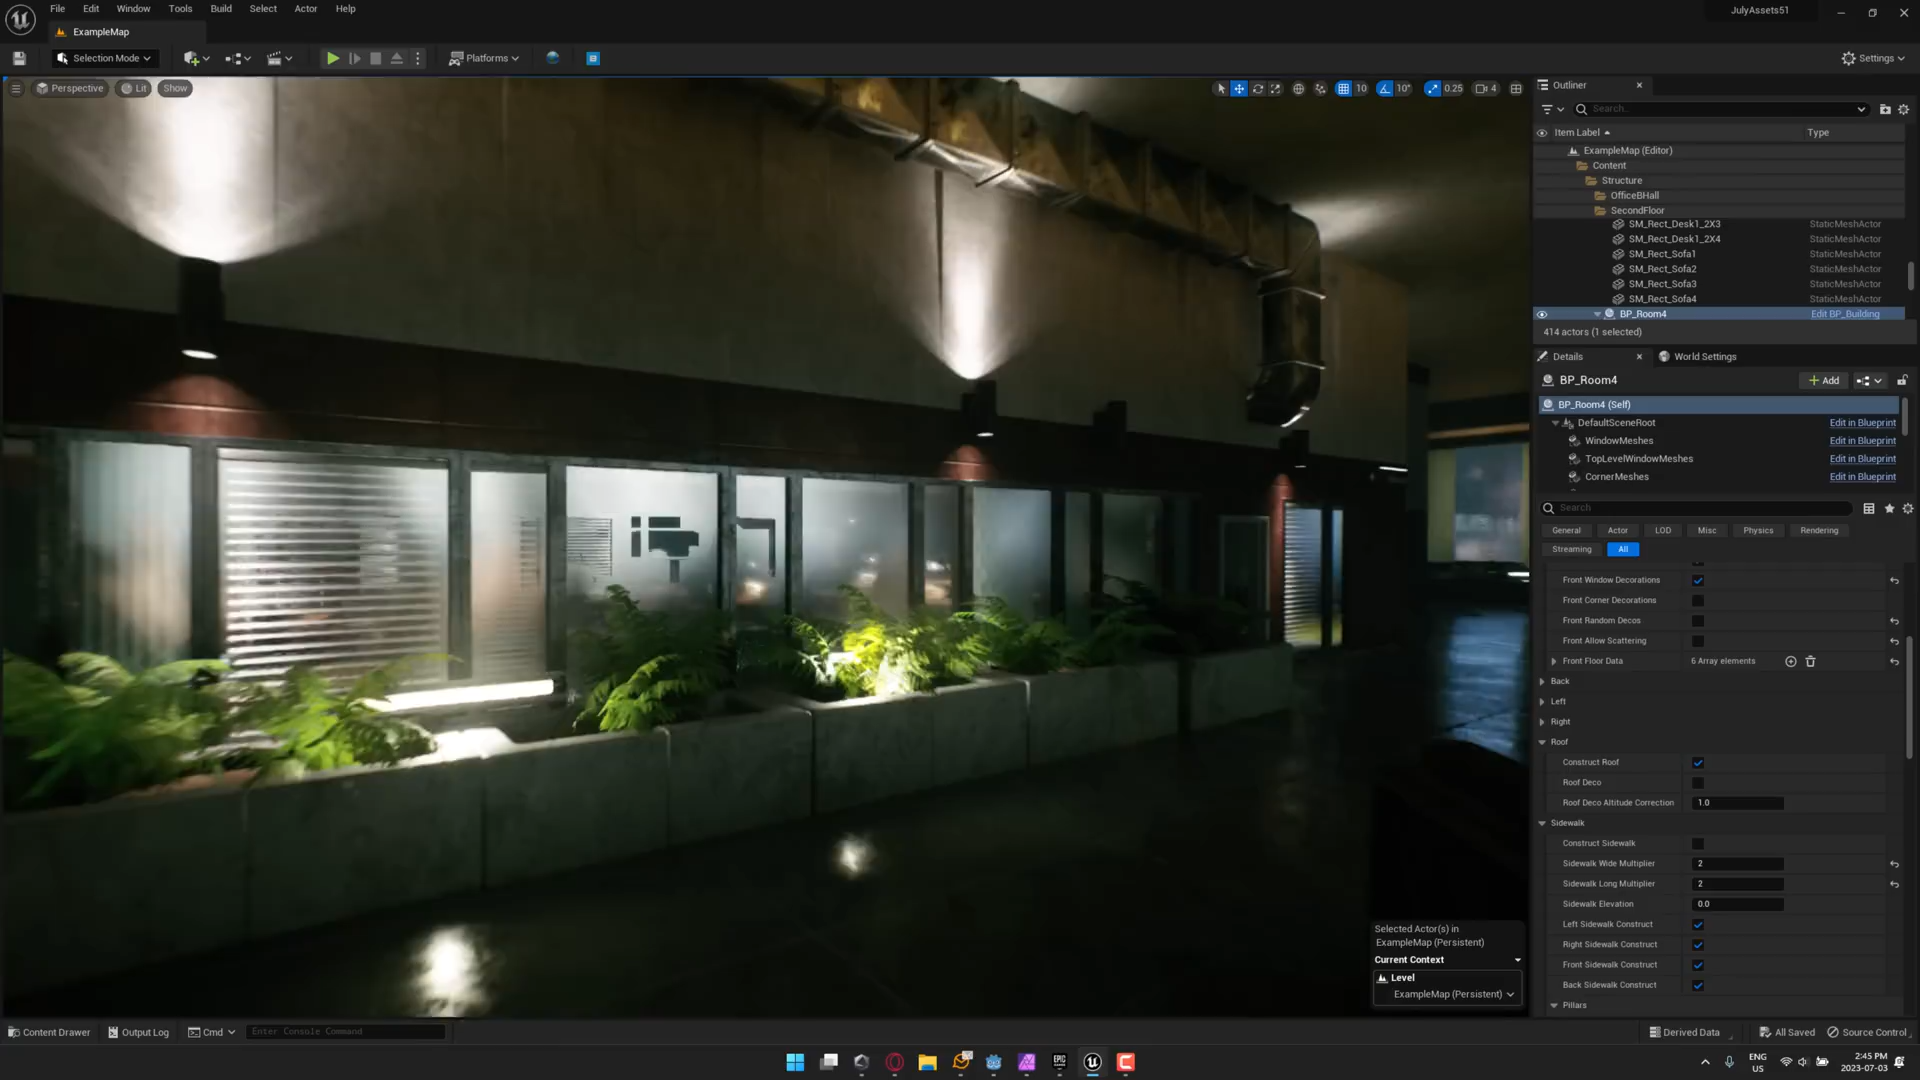 File Edit Window Tools Build Select Actor Help
JulyAssets51
ExampleMap
Selection Mode
Platforms
Settings
Perspective Lit Show
10 10° 0.25 4
Outliner
Search...
Item Label Type
ExampleMap (Editor)
Content
Structure
OfficeBHall
SecondFloor
SM_Rect_Desk1_2X3 StaticMeshActor
SM_Rect_Desk1_2X4 StaticMeshActor
SM_Rect_Sofa1 StaticMeshActor
SM_Rect_Sofa2 StaticMeshActor
SM_Rect_Sofa3 StaticMeshActor
SM_Rect_Sofa4 StaticMeshActor
BP_Room4 Edit BP_Building
414 actors (1 selected)
Details World Settings
BP_Room4 Add
BP_Room4 (Self)
DefaultSceneRoot Edit in Blueprint
WindowMeshes Edit in Blueprint
TopLevelWindowMeshes Edit in Blueprint
CornerMeshes Edit in Blueprint
Search
General Actor LOD Misc Physics Rendering
Streaming All
Front Window Decorations
Front Corner Decorations
Front Random Decos
Front Allow Scattering
Front Floor Data 6 Array elements
Back
Left
Right
Roof
Construct Roof
Roof Deco
Roof Deco Altitude Correction 1.0
Sidewalk
Construct Sidewalk
Sidewalk Wide Multiplier 2
Sidewalk Long Multiplier 2
Sidewalk Elevation 0.0
Left Sidewalk Construct
Right Sidewalk Construct
Front Sidewalk Construct
Back Sidewalk Construct
Pillars
Selected Actor(s) in
ExampleMap (Persistent)
Current Context
Level
ExampleMap (Persistent)
Content Drawer Output Log Cmd Enter Console Command
Derived Data All Saved Source Control
EPIC
ENG
US
2:45 PM
2023-07-03